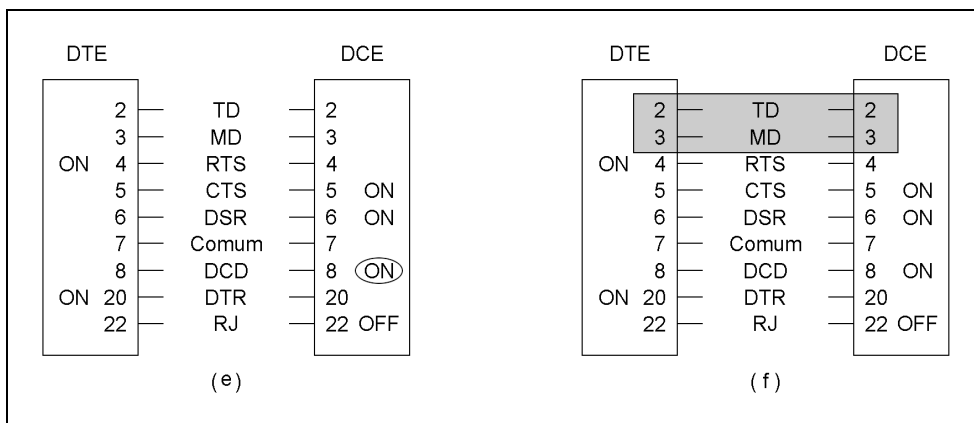 DTE DCE
2 TD 2
3 MD 3
ON 4 RTS 4
5 CTS 5 ON
6 DSR 6 ON
7 Comum 7
8 DCD 8 ON
ON 20 DTR 20
22 RJ 22 OFF
(e)
DTE DCE
2 TD 2
3 MD 3
ON 4 RTS 4
5 CTS 5 ON
6 DSR 6 ON
7 Comum 7
8 DCD 8 ON
ON 20 DTR 20
22 RJ 22 OFF
(f)